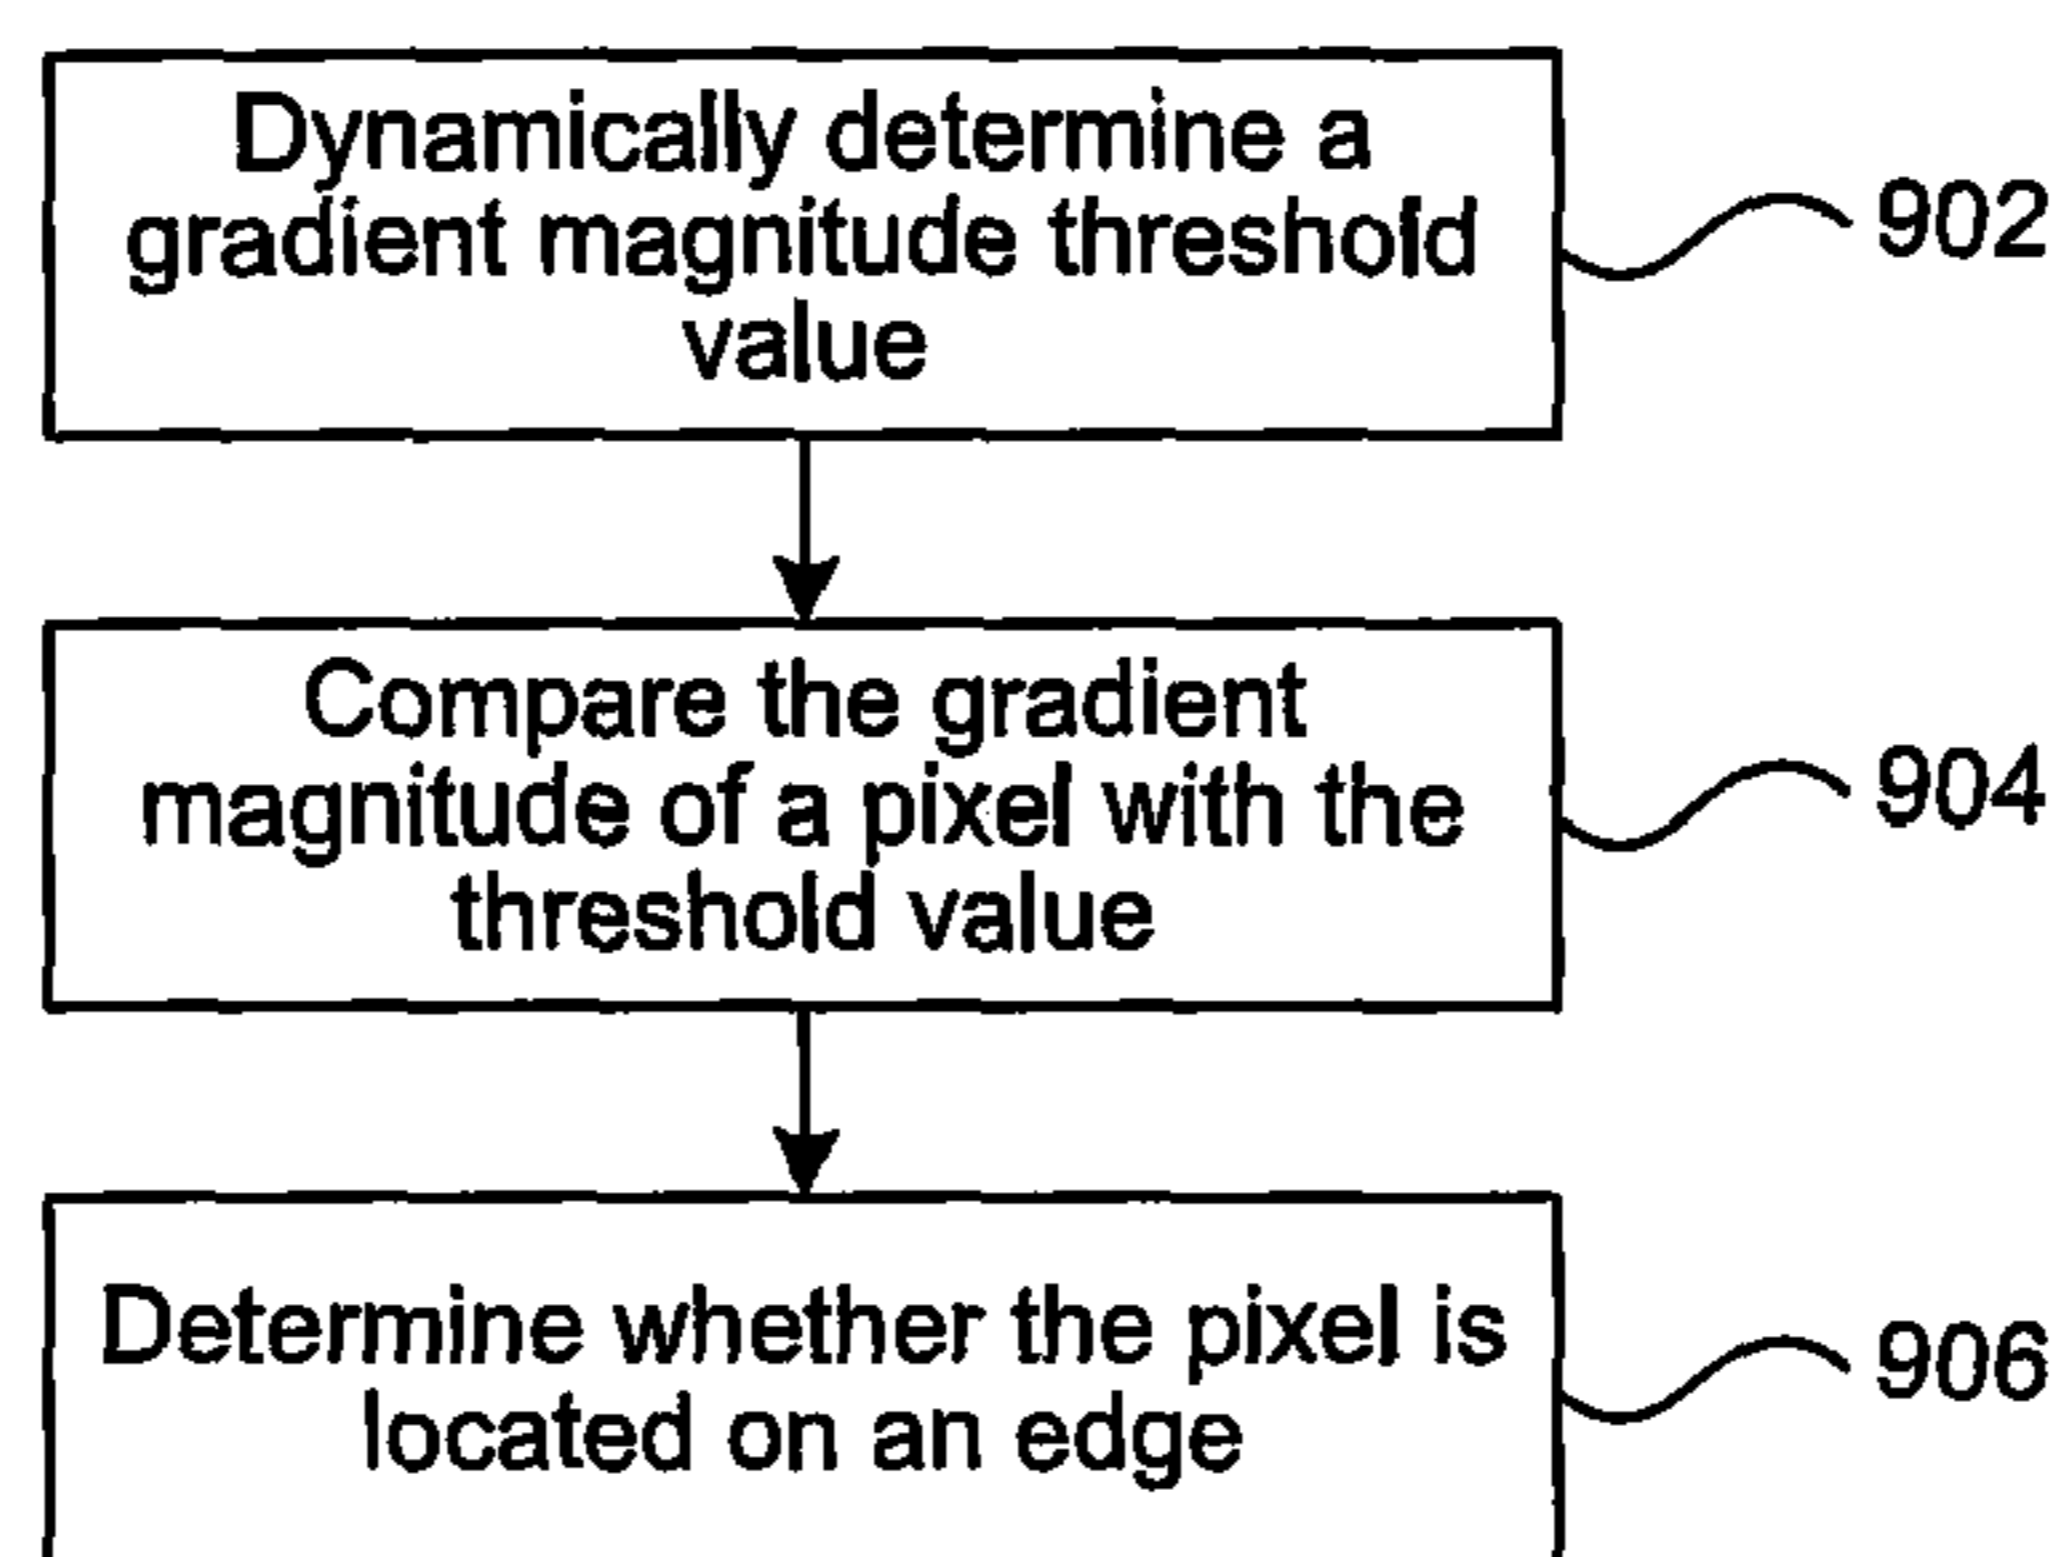 Dynamically determine a
gradient magnitude threshold
value
902
Compare the gradient
magnitude of a pixel with the
threshold value
904
Determine whether the pixel is
located on an edge
906